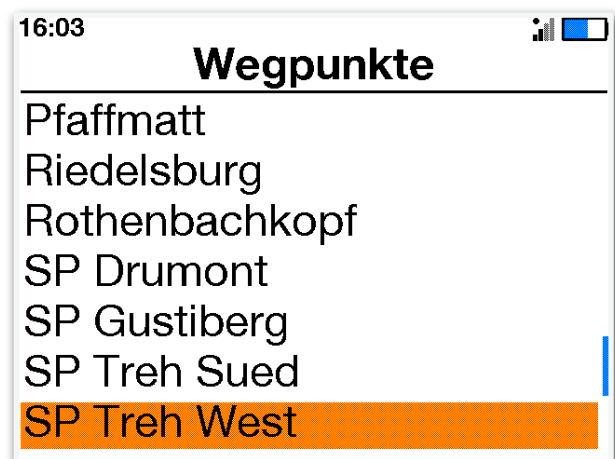 16:03
Wegpunkte
Pfaffmatt
Riedelsburg
Rothenbachkopf
SP Drumont
SP Gustiberg
SP Treh Sued
SP Treh West